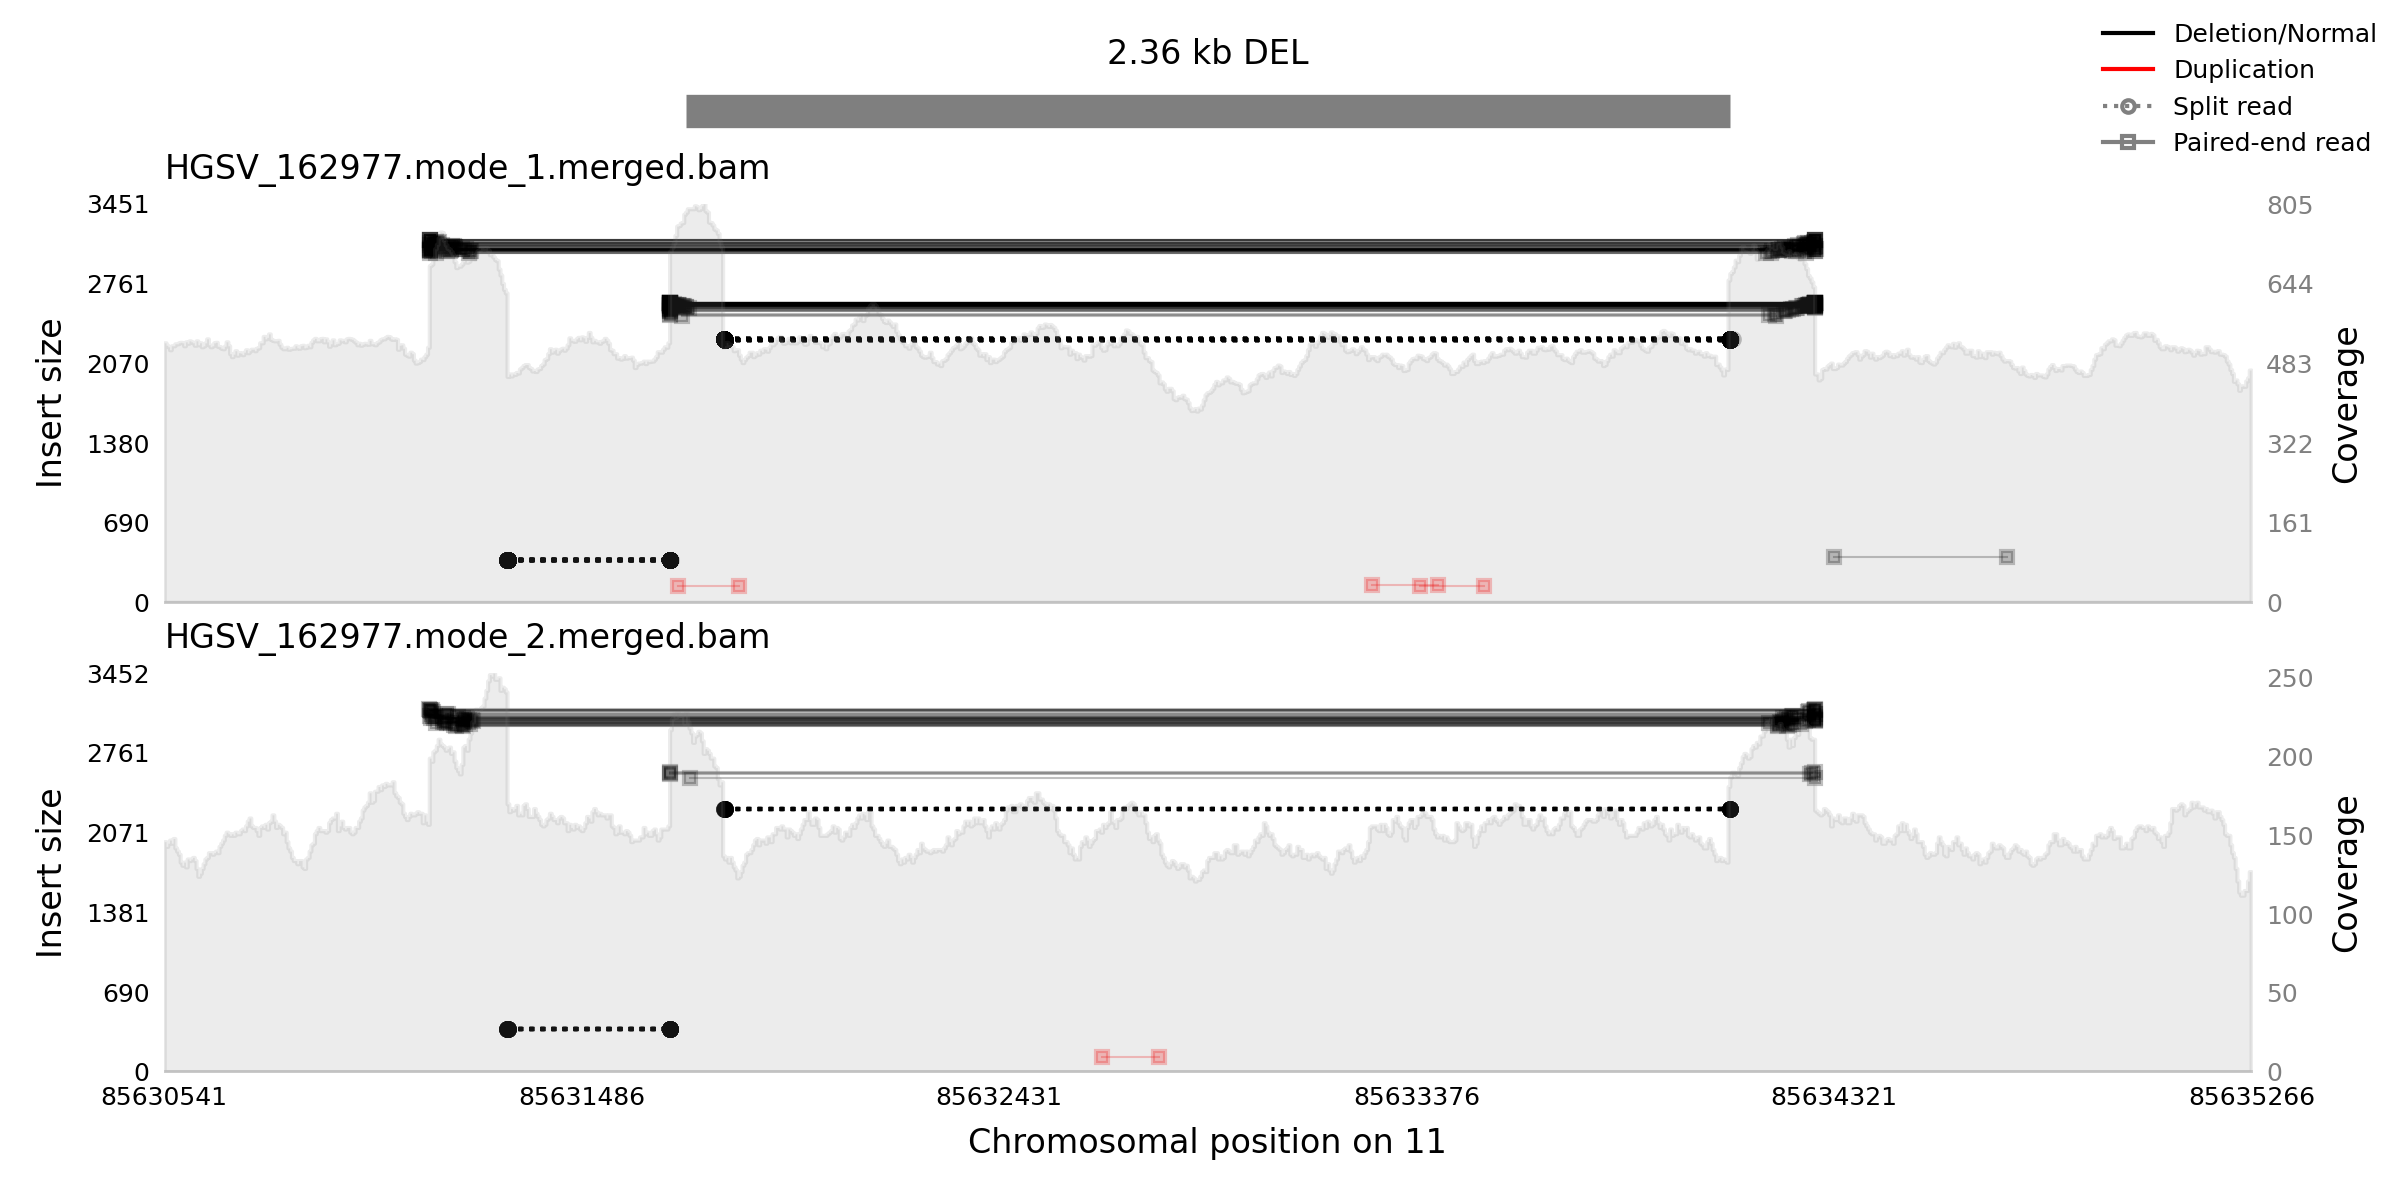 Deletion/Normal
Duplication
Split read
Paired-end read
2.36 kb DEL
HGSV_162977.mode_1.merged.bam
3451
2761
2070
1380
690
0
Insert size
805
644
483
322
161
0
Coverage
HGSV_162977.mode_2.merged.bam
3452
2761
2071
1381
690
0
Insert size
250
200
150
100
50
0
Coverage
85630541 85631486 85632431 85633376 85634321 85635266
Chromosomal position on 11